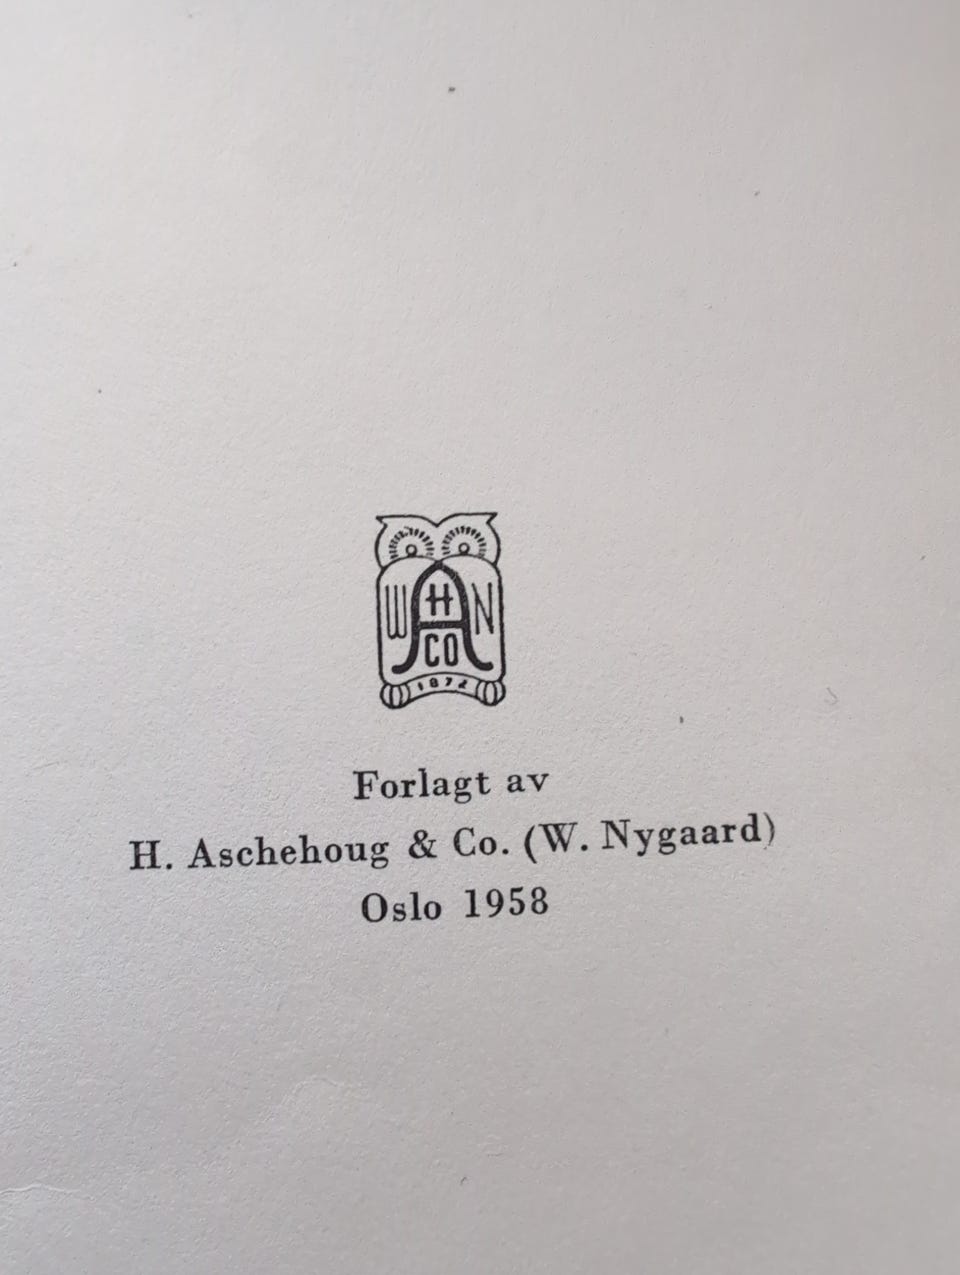 W A H N
CO
1872
Forlagt av
H. Aschehoug & Co. (W. Nygaard)
Oslo 1958